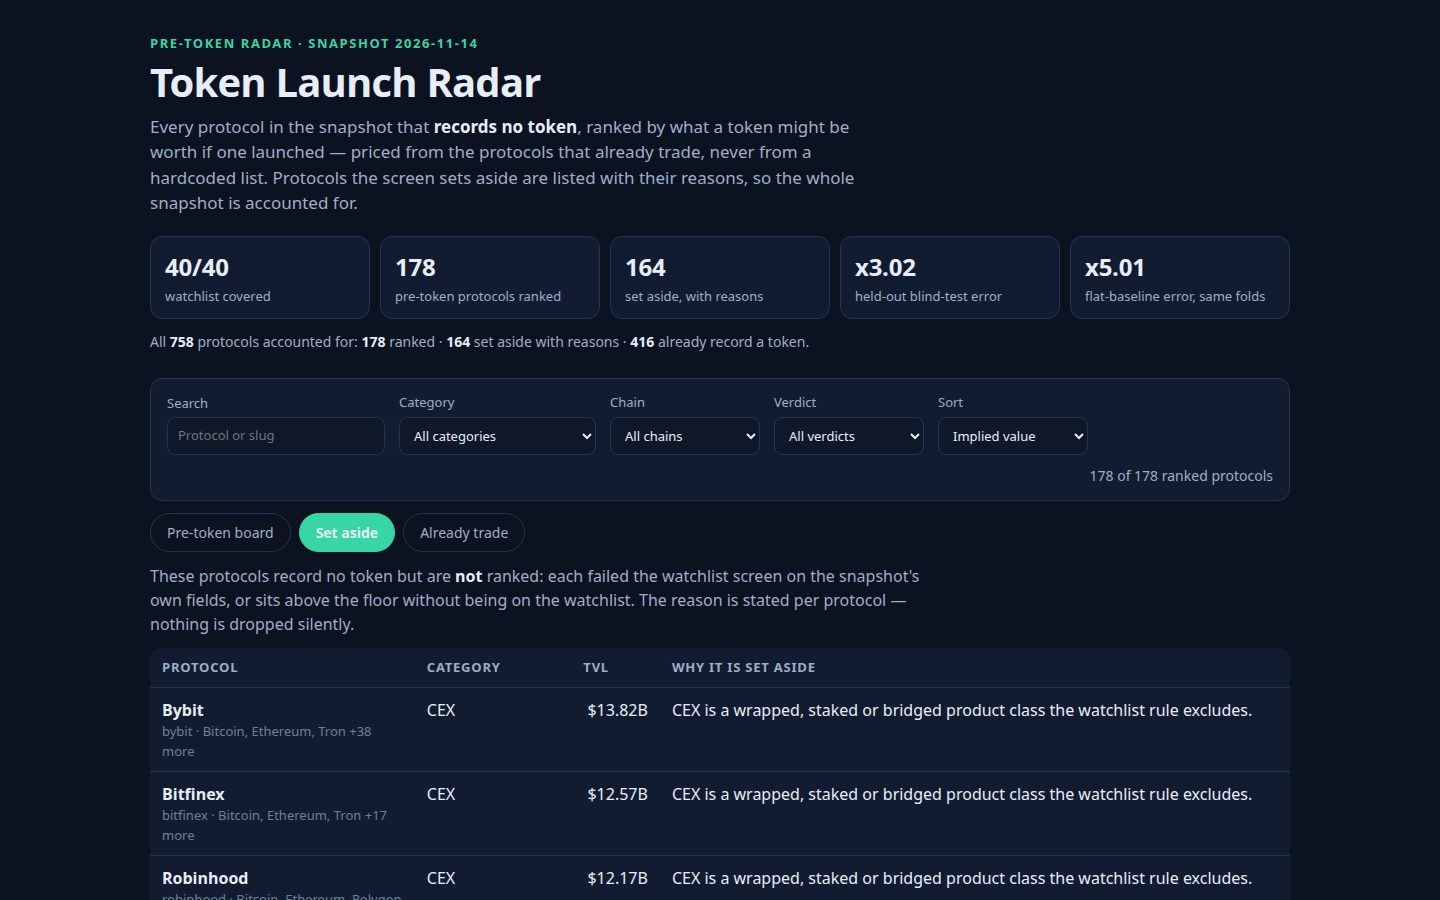 PRE-TOKEN RADAR · SNAPSHOT 2026-11-14
Token Launch Radar
Every protocol in the snapshot that records no token, ranked by what a token might be
worth if one launched — priced from the protocols that already trade, never from a
hardcoded list. Protocols the screen sets aside are listed with their reasons, so the whole
snapshot is accounted for.
40/40
watchlist covered
178
pre-token protocols ranked
164
set aside, with reasons
x3.02
held-out blind-test error
x5.01
flat-baseline error, same folds
All 758 protocols accounted for: 178 ranked · 164 set aside with reasons · 416 already record a token.
Search
Protocol or slug
Category
All categories
Chain
All chains
Verdict
All verdicts
Sort
Implied value
178 of 178 ranked protocols
Pre-token board
Set aside
Already trade
These protocols record no token but are not ranked: each failed the watchlist screen on the snapshot's
own fields, or sits above the floor without being on the watchlist. The reason is stated per protocol —
nothing is dropped silently.
PROTOCOL CATEGORY TVL WHY IT IS SET ASIDE
Bybit CEX $13.82B CEX is a wrapped, staked or bridged product class the watchlist rule excludes.
bybit · Bitcoin, Ethereum, Tron +38
more
Bitfinex CEX $12.57B CEX is a wrapped, staked or bridged product class the watchlist rule excludes.
bitfinex · Bitcoin, Ethereum, Tron +17
more
Robinhood CEX $12.17B CEX is a wrapped, staked or bridged product class the watchlist rule excludes.
robinhood · Bitcoin, Ethereum, Polygon